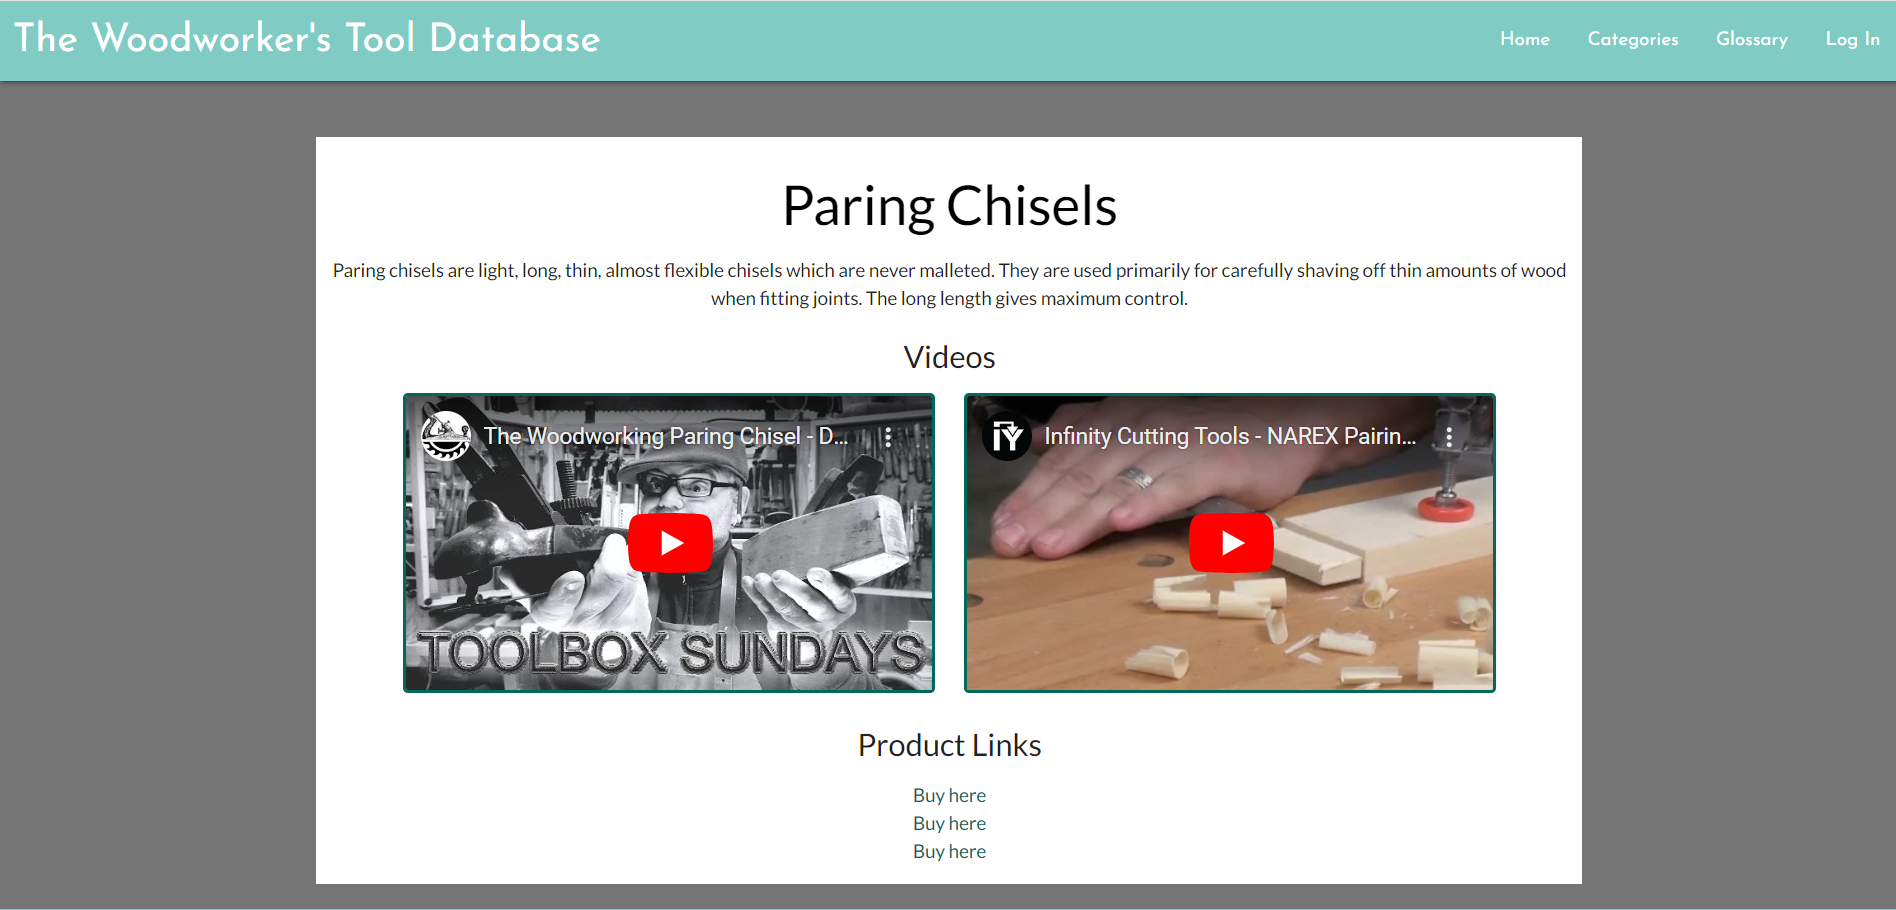 The Woodworker's Tool Database
Home Categories Glossary Log In
Paring Chisels
Paring chisels are light, long, thin, almost flexible chisels which are never malleted. They are used primarily for carefully shaving off thin amounts of wood
when fitting joints. The long length gives maximum control.
Videos
The Woodworking Paring Chisel - D...
TOOLBOX SUNDAYS
Infinity Cutting Tools - NAREX Pairin...
Product Links
Buy here
Buy here
Buy here